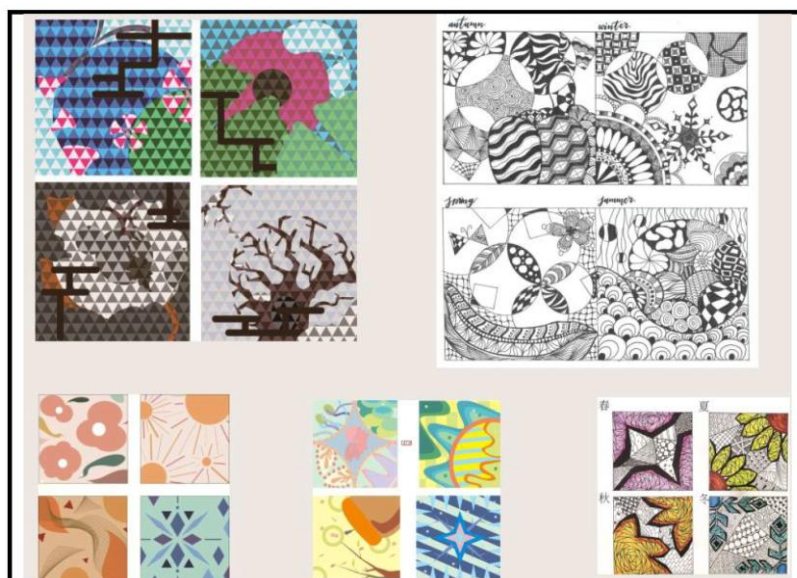 autumn
winter
spring
summer
春
夏
秋
冬